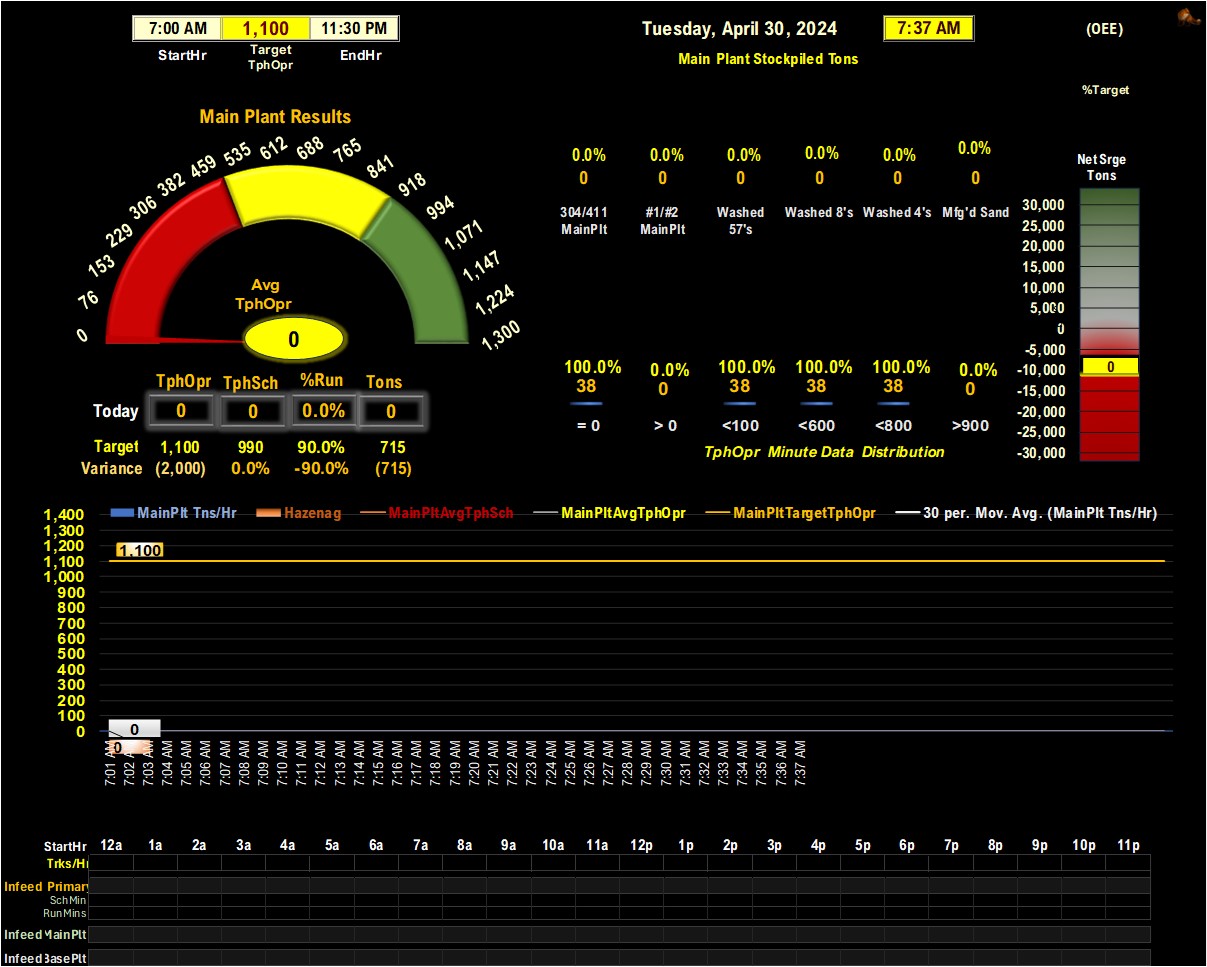 7:00 AM 1,100 11:30 PM
StartHr Target TphOpr EndHr
Tuesday, April 30, 2024 7:37 AM (OEE)
Main Plant Stockpiled Tons
%Target
Main Plant Results
0 76 153 229 306 382 459 535 612 688 765 841 918 994 1,071 1,147 1,224 1,300
Avg
TphOpr
0
0.0% 0.0% 0.0% 0.0% 0.0% 0.0%
0 0 0 0 0 0
304/411 #1/#2 Washed Washed 8's Washed 4's Mfg'd Sand
MainPlt MainPlt 57's
Net Srge
Tons
30,000
25,000
20,000
15,000
10,000
5,000
0
-5,000
-10,000 0
-15,000
-20,000
-25,000
-30,000
100.0% 0.0% 100.0% 100.0% 100.0% 0.0%
38 0 38 38 38 0
= 0 > 0 <100 <600 <800 >900
TphOpr Minute Data Distribution
TphOpr TphSch %Run Tons
Today 0 0 0.0% 0
Target 1,100 990 90.0% 715
Variance (2,000) 0.0% -90.0% (715)
MainPlt Tns/Hr Hazenag MainPltAvgTphSch MainPltAvgTphOpr MainPltTargetTphOpr 30 per. Mov. Avg. (MainPlt Tns/Hr)
1,400
1,300
1,200
1,100
1,100
1,000
900
800
700
600
500
400
300
200
100
0
0
0
7:01 AM 7:02 AM 7:03 AM 7:04 AM 7:05 AM 7:06 AM 7:07 AM 7:08 AM 7:09 AM 7:10 AM 7:11 AM 7:12 AM 7:13 AM 7:14 AM 7:15 AM 7:16 AM 7:17 AM 7:18 AM 7:19 AM 7:20 AM 7:21 AM 7:22 AM 7:23 AM 7:24 AM 7:25 AM 7:26 AM 7:27 AM 7:28 AM 7:29 AM 7:30 AM 7:31 AM 7:32 AM 7:33 AM 7:34 AM 7:35 AM 7:36 AM 7:37 AM
StartHr 12a 1a 2a 3a 4a 5a 6a 7a 8a 9a 10a 11a 12p 1p 2p 3p 4p 5p 6p 7p 8p 9p 10p 11p
Trks/Hr
Infeed Primary
SchMin
RunMins
Infeed MainPlt
Infeed BasePlt